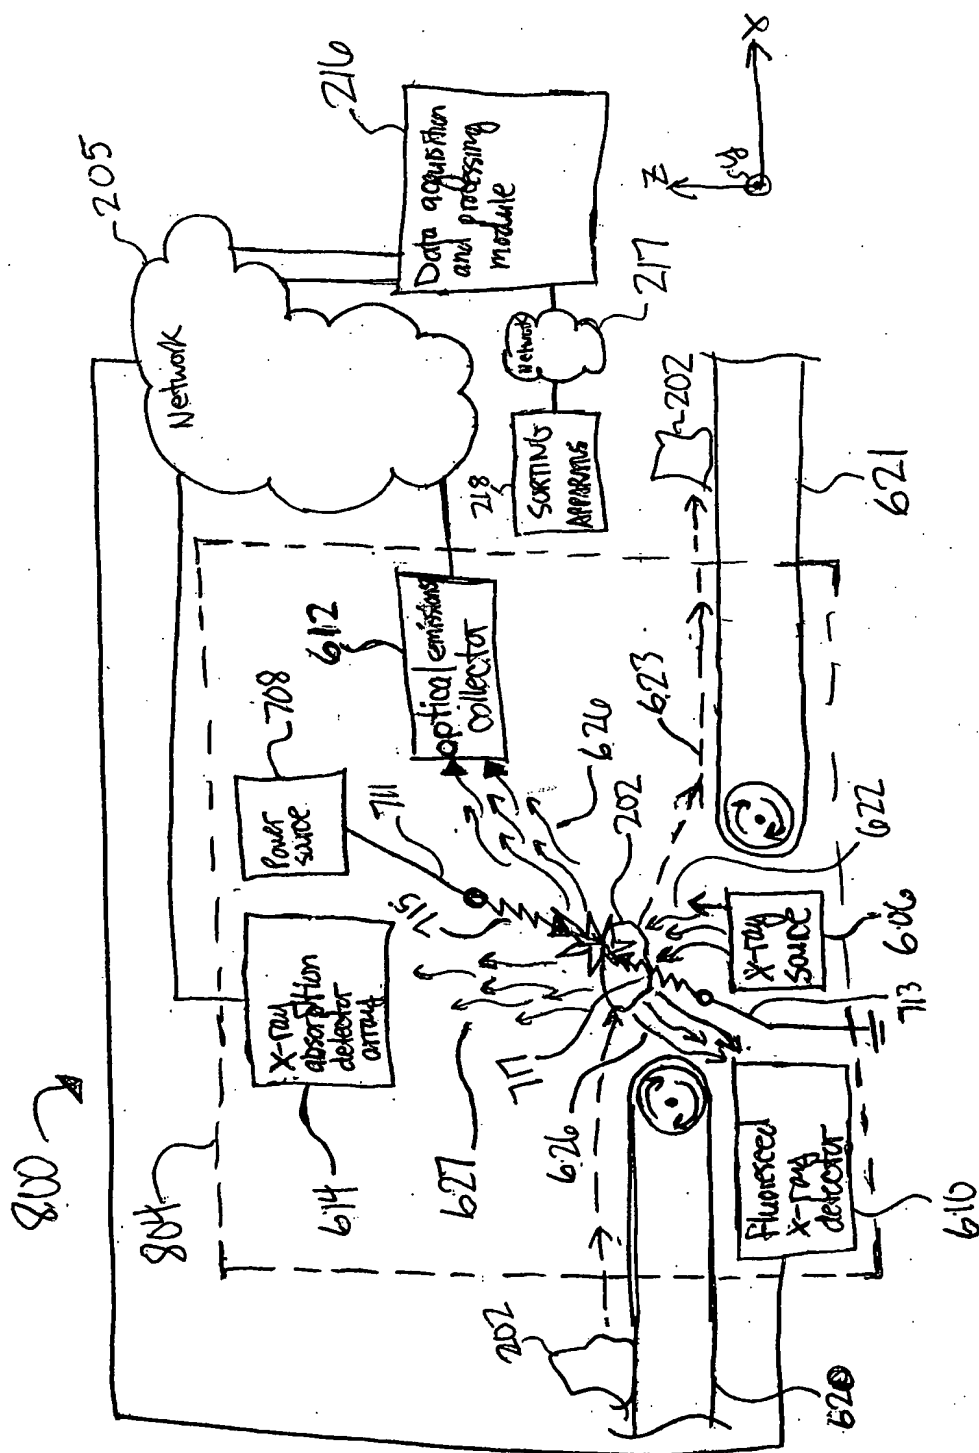 800
804
205
Network
216
Data acquisition
and processing
module
217
Network
218
SORTING
APPARATUS
614
X-ray
absorption
detector
array
708
Power
source
612
optical emissions
collector
711
715
627
717
626
626
202
202
202
623
622
606
X-ray
source
713
610
Fluoresced
x-ray
detector
620
621
Z
y
X